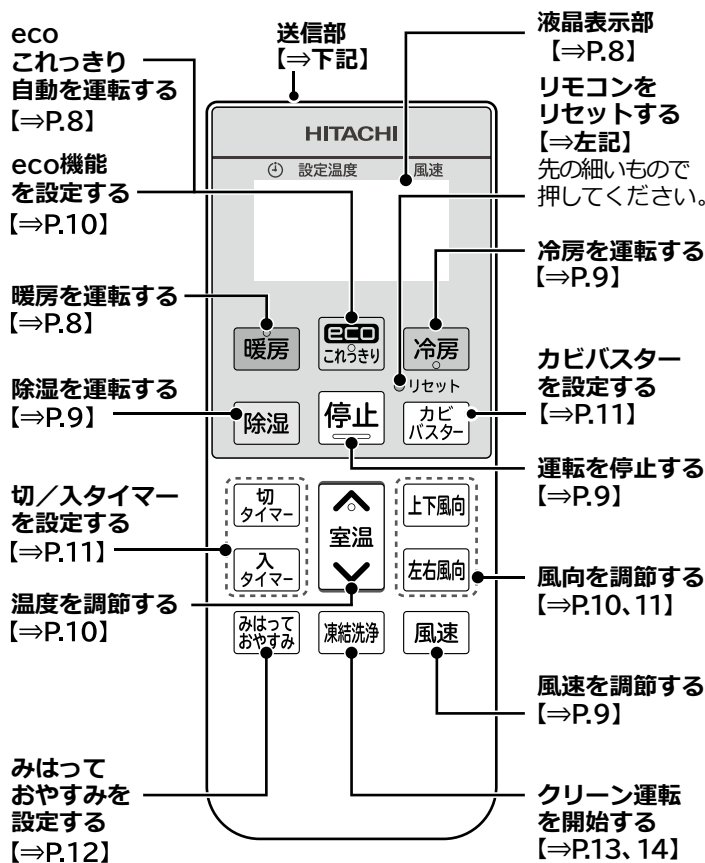 eco
これっきり
自動を運転する
【⇒P.8】
eco機能
を設定する
【⇒P.10】
暖房を運転する
【⇒P.8】
除湿を運転する
【⇒P.9】
切／入タイマー
を設定する
【⇒P.11】
温度を調節する
【⇒P.10】
みはって
おやすみを
設定する
【⇒P.12】
送信部
【⇒下記】
HITACHI
設定温度
風速
暖房
eco
これっきり
冷房
リセット
除湿
停止
カビ
バスター
切
タイマー
室温
上下風向
入
タイマー
左右風向
みはって
おやすみ
凍結洗浄
風速
液晶表示部
【⇒P.8】
リモコンを
リセットする
【⇒左記】
先の細いもので
押してください。
冷房を運転する
【⇒P.9】
カビバスター
を設定する
【⇒P.11】
運転を停止する
【⇒P.9】
風向を調節する
【⇒P.10、11】
風速を調節する
【⇒P.9】
クリーン運転
を開始する
【⇒P.13、14】